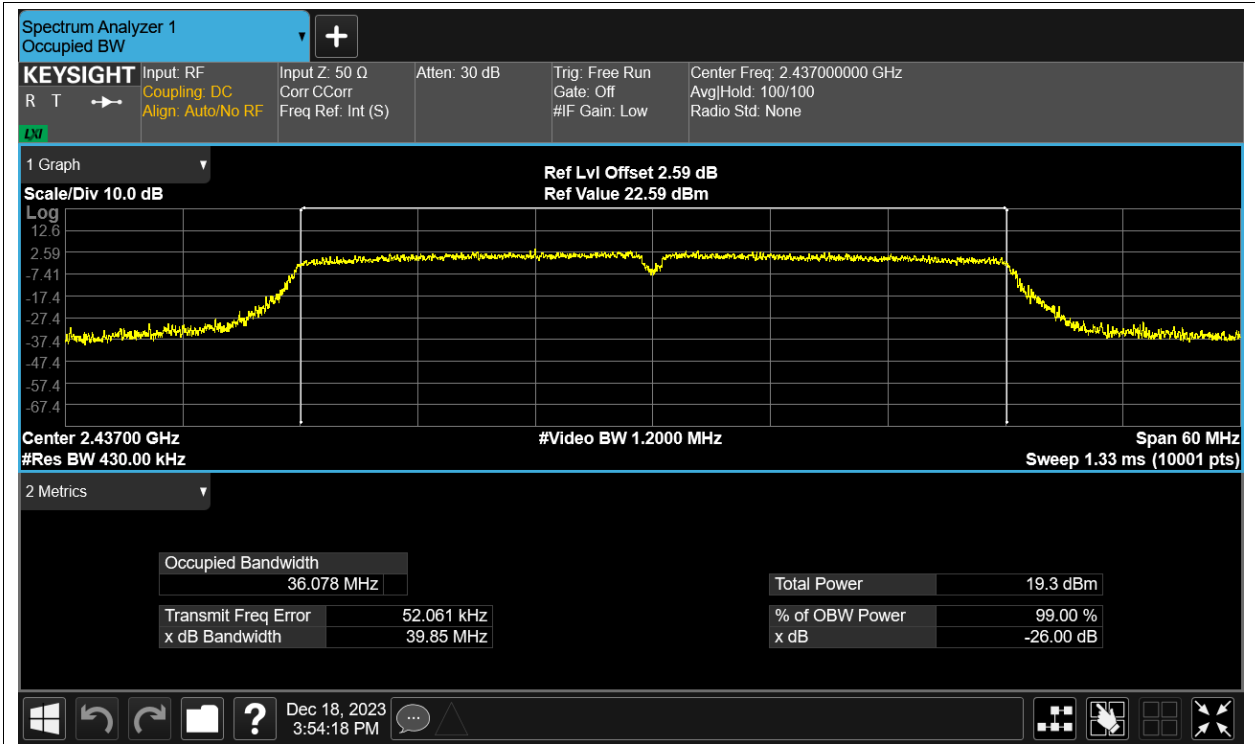 Spectrum Analyzer 1
Occupied BW
KEYSIGHT
R T
LXI
Input: RF
Coupling: DC
Align: Auto/No RF
Input Z: 50 Ω
Corr CCorr
Freq Ref: Int (S)
Atten: 30 dB
Trig: Free Run
Gate: Off
#IF Gain: Low
Center Freq: 2.437000000 GHz
Avg|Hold: 100/100
Radio Std: None
1 Graph
Scale/Div 10.0 dB
Ref Lvl Offset 2.59 dB
Ref Value 22.59 dBm
Log
12.6
2.59
-7.41
-17.4
-27.4
-37.4
-47.4
-57.4
-67.4
Center 2.43700 GHz
#Video BW 1.2000 MHz
Span 60 MHz
#Res BW 430.00 kHz
Sweep 1.33 ms (10001 pts)
2 Metrics
Occupied Bandwidth
36.078 MHz
Transmit Freq Error 52.061 kHz
x dB Bandwidth 39.85 MHz
Total Power 19.3 dBm
% of OBW Power 99.00 %
x dB -26.00 dB
?
Dec 18, 2023
3:54:18 PM